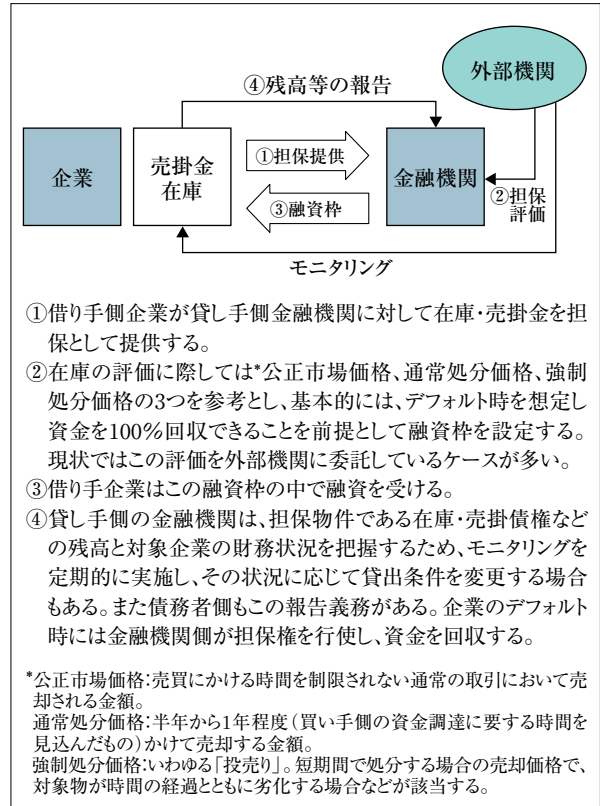 外部機関
④残高等の報告
企業
売掛金
在庫
①担保提供
③融資枠
金融機関
②担保
評価
モニタリング
①借り手側企業が貸し手側金融機関に対して在庫・売掛金を担
保として提供する。
②在庫の評価に際しては*公正市場価格、通常処分価格、強制
処分価格の3つを参考とし、基本的には、デフォルト時を想定し
資金を100%回収できることを前提として融資枠を設定する。
現状ではこの評価を外部機関に委託しているケースが多い。
③借り手企業はこの融資枠の中で融資を受ける。
④貸し手側の金融機関は、担保物件である在庫・売掛債権など
の残高と対象企業の財務状況を把握するため、モニタリングを
定期的に実施し、その状況に応じて貸出条件を変更する場合
もある。また債務者側もこの報告義務がある。企業のデフォルト
時には金融機関側が担保権を行使し、資金を回収する。
*公正市場価格:売買にかける時間を制限されない通常の取引において売
却される金額。
通常処分価格:半年から1年程度(買い手側の資金調達に要する時間を
見込んだもの)かけて売却する金額。
強制処分価格:いわゆる「投売り」。短期間で処分する場合の売却価格で、
対象物が時間の経過とともに劣化する場合などが該当する。